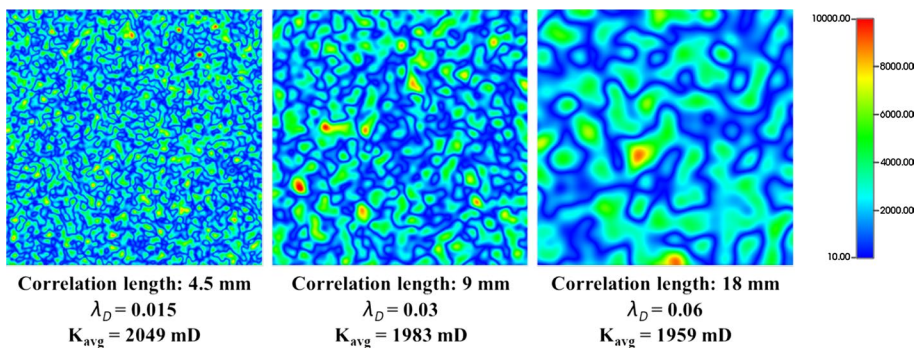 10000.00
8000.00
6000.00
4000.00
2000.00
10.00
Correlation length: 4.5 mm
λD = 0.015
Kavg = 2049 mD
Correlation length: 9 mm
λD = 0.03
Kavg = 1983 mD
Correlation length: 18 mm
λD = 0.06
Kavg = 1959 mD